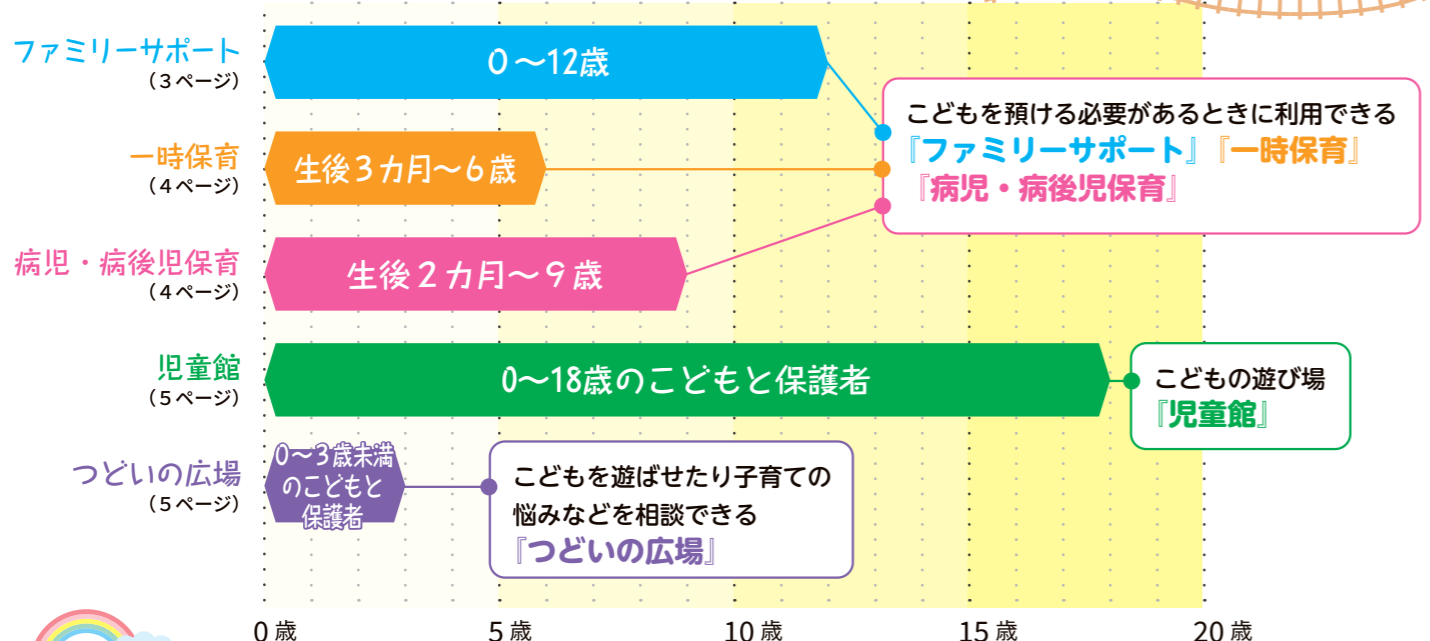 ファミリーサポート
(3ページ)
0～12歳
一時保育
(4ページ)
生後3カ月～6歳
病児・病後児保育
(4ページ)
生後2カ月～9歳
こどもを預ける必要があるときに利用できる
『ファミリーサポート』『一時保育』
『病児・病後児保育』
児童館
(5ページ)
0～18歳のこどもと保護者
こどもの遊び場
『児童館』
つどいの広場
(5ページ)
0～3歳未満
のこどもと
保護者
こどもを遊ばせたり子育ての
悩みなどを相談できる
『つどいの広場』
0歳 5歳 10歳 15歳 20歳